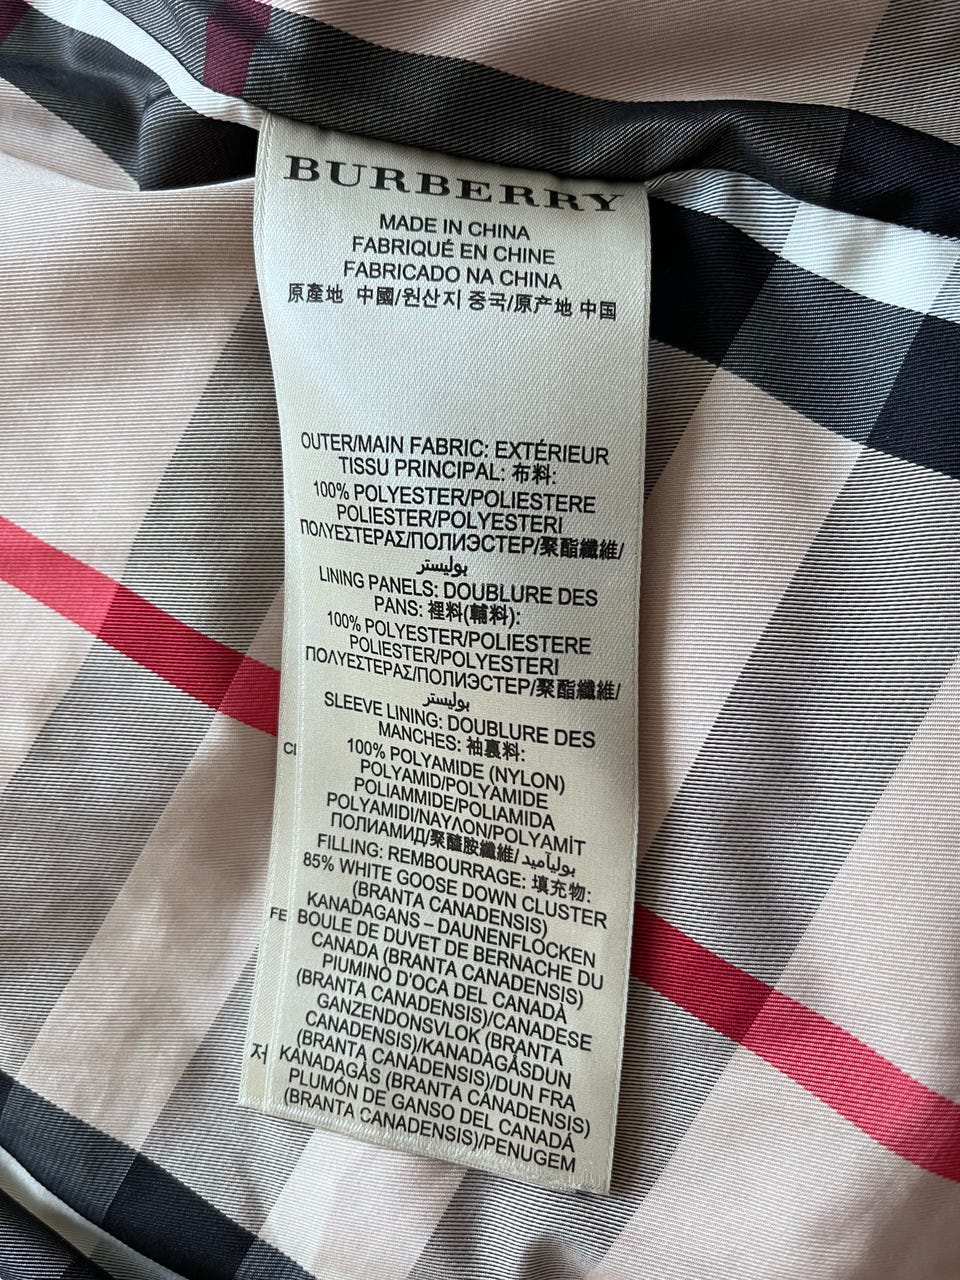 BURBERRY
MADE IN CHINA
FABRIQUÉ EN CHINE
FABRICADO NA CHINA
原產地 中國/원산지 중국/原产地 中国
OUTER/MAIN FABRIC: EXTÉRIEUR
TISSU PRINCIPAL: 布料:
100% POLYESTER/POLIESTERE
POLIESTER/POLYESTERI
ΠΟΛΥΕΣΤΕΡΑΣ/ПОЛИЭСТЕР/聚酯纖維/
بوليستر
LINING PANELS: DOUBLURE DES
PANS: 裡料(輔料):
100% POLYESTER/POLIESTERE
POLIESTER/POLYESTERI
ΠΟΛΥΕΣΤΕΡΑΣ/ПОЛИЭСТЕР/聚酯纖維/
بوليستر
SLEEVE LINING: DOUBLURE DES
MANCHES: 袖裏料:
100% POLYAMIDE (NYLON)
POLYAMID/POLYAMIDE
POLIAMMIDE/POLIAMIDA
POLYAMIDI/ΝΑΥΛΟΝ/POLYAMİT
ПОЛИАМИД/聚醯胺纖維/بوليأميد
FILLING: REMBOURRAGE: 填充物:
85% WHITE GOOSE DOWN CLUSTER
(BRANTA CANADENSIS)
KANADAGANS – DAUNENFLOCKEN
BOULE DE DUVET DE BERNACHE DU
CANADA (BRANTA CANADENSIS)
PIUMINO D'OCA DEL CANADÀ
(BRANTA CANADENSIS)/CANADESE
GANZENDONSVLOK (BRANTA
CANADENSIS)/KANADAGÅSDUN
(BRANTA CANADENSIS)/DUN FRA
KANADAGÅS (BRANTA CANADENSIS)
PLUMÓN DE GANSO DEL CANADÁ
(BRANTA CANADENSIS)/PENUGEM
FE
저